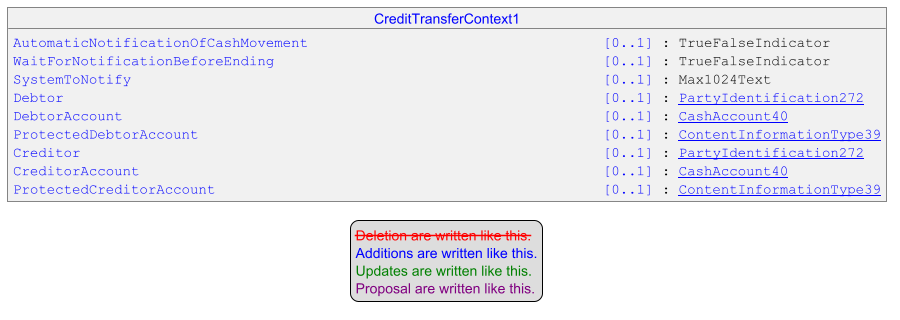 CreditTransferContext1
AutomaticNotificationOfCashMovement [0..1] : TrueFalseIndicator
WaitForNotificationBeforeEnding [0..1] : TrueFalseIndicator
SystemToNotify [0..1] : Max1024Text
Debtor [0..1] : PartyIdentification272
DebtorAccount [0..1] : CashAccount40
ProtectedDebtorAccount [0..1] : ContentInformationType39
Creditor [0..1] : PartyIdentification272
CreditorAccount [0..1] : CashAccount40
ProtectedCreditorAccount [0..1] : ContentInformationType39
Deletion are written like this.
Additions are written like this.
Updates are written like this.
Proposal are written like this.